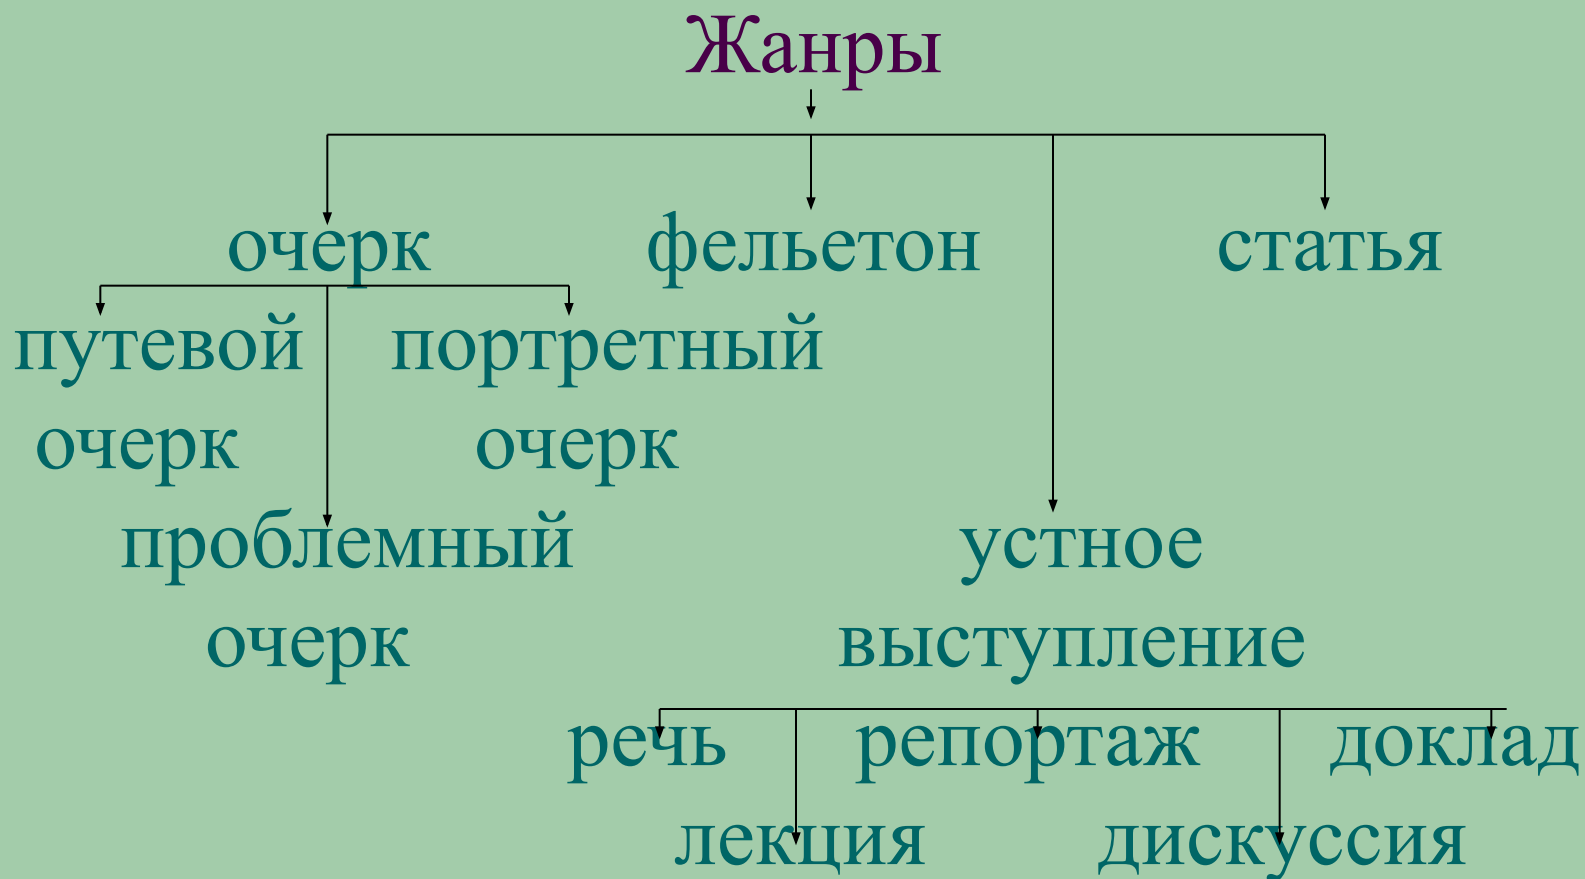 Жанры
очерк фельетон статья
путевой портретный
очерк очерк
проблемный устное
очерк выступление
речь репортаж доклад
лекция дискуссия